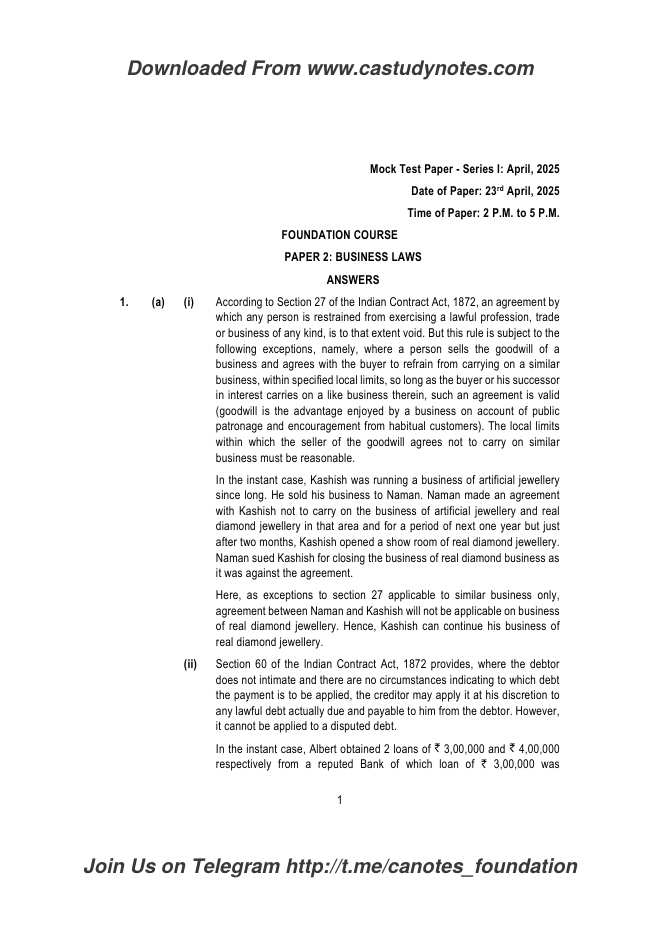 Downloaded From www.castudynotes.com
Mock Test Paper - Series I: April, 2025
Date of Paper: 23rd April, 2025
Time of Paper: 2 P.M. to 5 P.M.
FOUNDATION COURSE
PAPER 2: BUSINESS LAWS
ANSWERS
1. (a) (i) According to Section 27 of the Indian Contract Act, 1872, an agreement by
which any person is restrained from exercising a lawful profession, trade
or business of any kind, is to that extent void. But this rule is subject to the
following exceptions, namely, where a person sells the goodwill of a
business and agrees with the buyer to refrain from carrying on a similar
business, within specified local limits, so long as the buyer or his successor
in interest carries on a like business therein, such an agreement is valid
(goodwill is the advantage enjoyed by a business on account of public
patronage and encouragement from habitual customers). The local limits
within which the seller of the goodwill agrees not to carry on similar
business must be reasonable.
In the instant case, Kashish was running a business of artificial jewellery
since long. He sold his business to Naman. Naman made an agreement
with Kashish not to carry on the business of artificial jewellery and real
diamond jewellery in that area and for a period of next one year but just
after two months, Kashish opened a show room of real diamond jewellery.
Naman sued Kashish for closing the business of real diamond business as
it was against the agreement.
Here, as exceptions to section 27 applicable to similar business only,
agreement between Naman and Kashish will not be applicable on business
of real diamond jewellery. Hence, Kashish can continue his business of
real diamond jewellery.
(ii) Section 60 of the Indian Contract Act, 1872 provides, where the debtor
does not intimate and there are no circumstances indicating to which debt
the payment is to be applied, the creditor may apply it at his discretion to
any lawful debt actually due and payable to him from the debtor. However,
it cannot be applied to a disputed debt.
In the instant case, Albert obtained 2 loans of ₹ 3,00,000 and ₹ 4,00,000
respectively from a reputed Bank of which loan of ₹ 3,00,000 was
1
Join Us on Telegram http://t.me/canotes_foundation